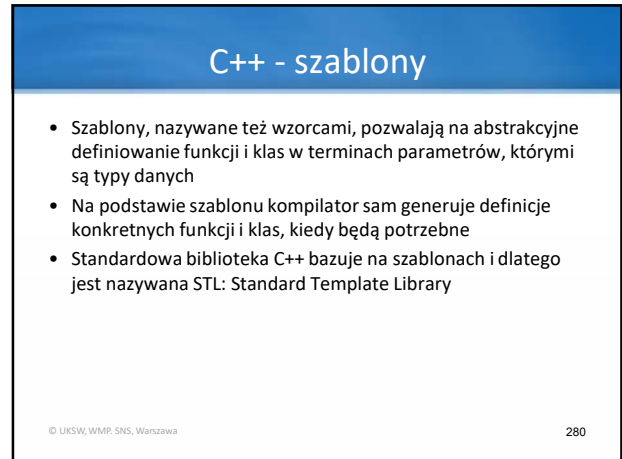 C++ - szablony
• Szablony, nazywane też wzorcami, pozwalają na abstrakcyjne
definiowanie funkcji i klas w terminach parametrów, którymi
są typy danych
• Na podstawie szablonu kompilator sam generuje definicje
konkretnych funkcji i klas, kiedy będą potrzebne
• Standardowa biblioteka C++ bazuje na szablonach i dlatego
jest nazywana STL: Standard Template Library
© UKSW, WMP. SNS, Warszawa
280